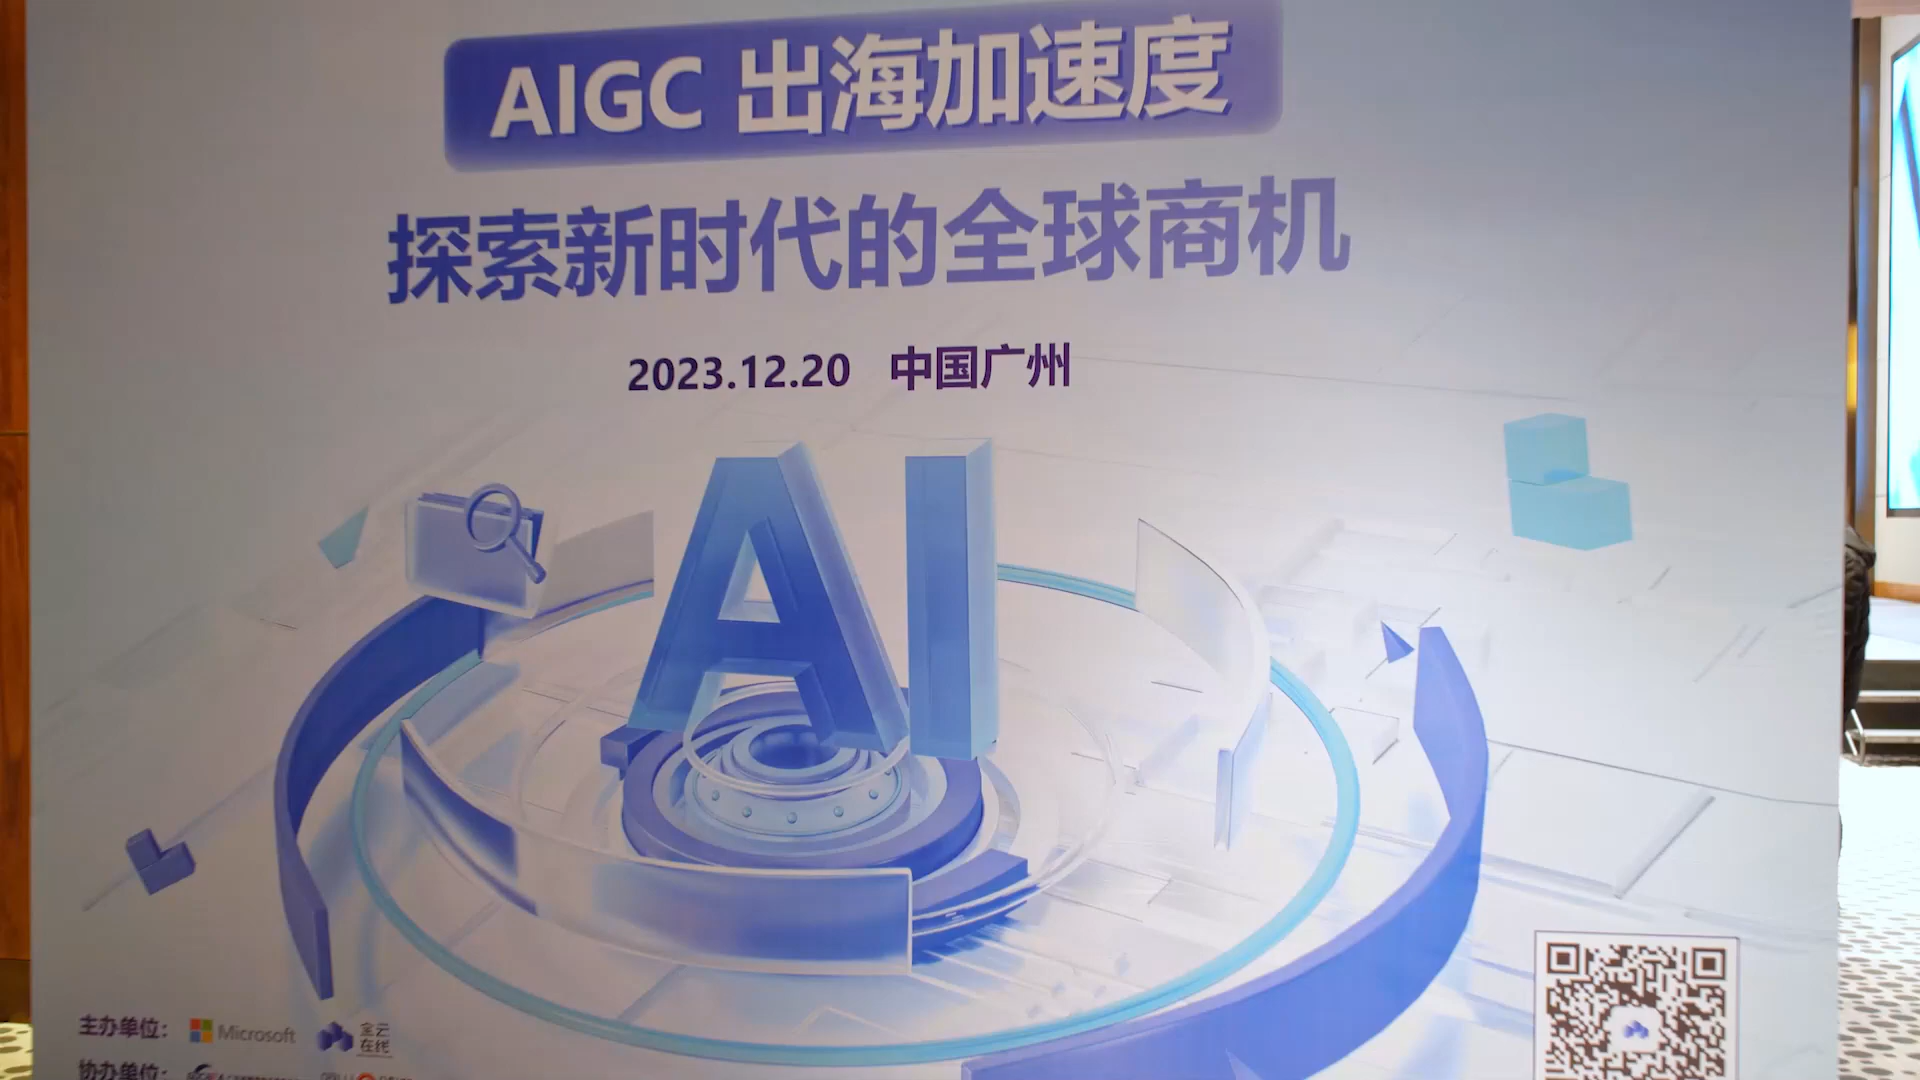 AIGC 出海加速度
探索新时代的全球商机
2023.12.20 中国广州
AI
主办单位： Microsoft 全云在线
协办单位：